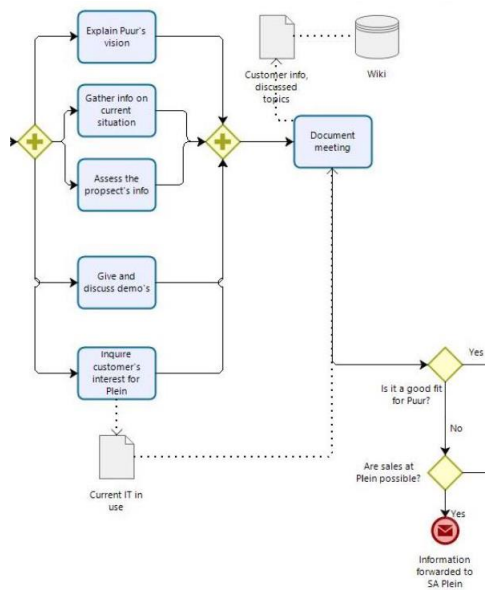 Explain Puur's
vision
Gather info on
current
situation
Assess the
propsect's info
Give and
discuss demo's
Inquire
customer's
interest for
Plein
Current IT in
use
Customer info,
discussed
topics
Wiki
Document
meeting
Is it a good fit
for Puur?
Yes
No
Are sales at
Plein possible?
Yes
Information
forwarded to
SA Plein